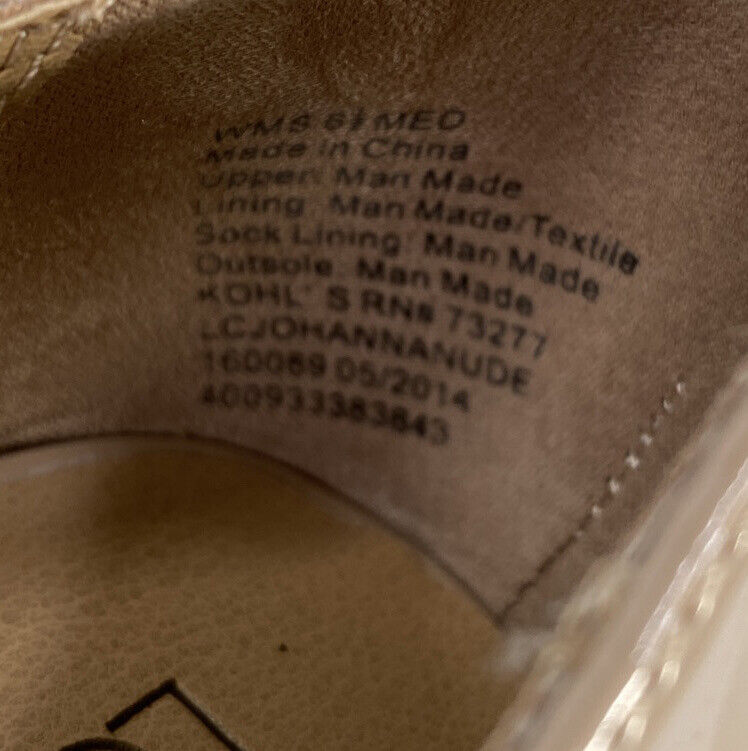 WMS 6½ MED
Made in China
Upper: Man Made
Lining: Man Made/Textile
Sock Lining: Man Made
Outsole: Man Made
KOHL' S RN# 73277
LCJOHANNANUDE
160089 05/2014
400933383843